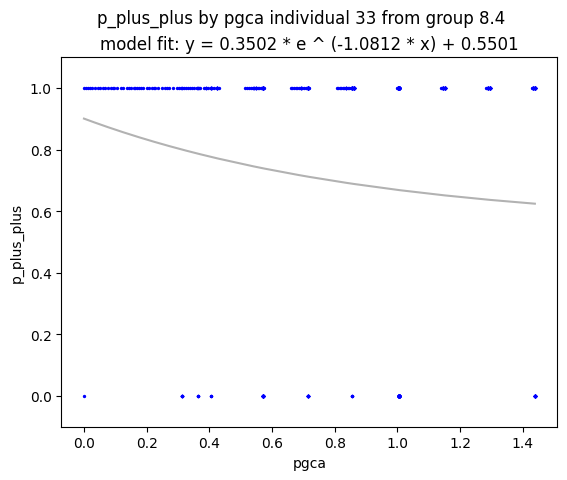 p_plus_plus by pgca individual 33 from group 8.4
model fit: y = 0.3502 * e ^ (-1.0812 * x) + 0.5501
1.0
0.8
0.6
0.4
0.2
0.0
p_plus_plus
0.0 0.2 0.4 0.6 0.8 1.0 1.2 1.4
pgca